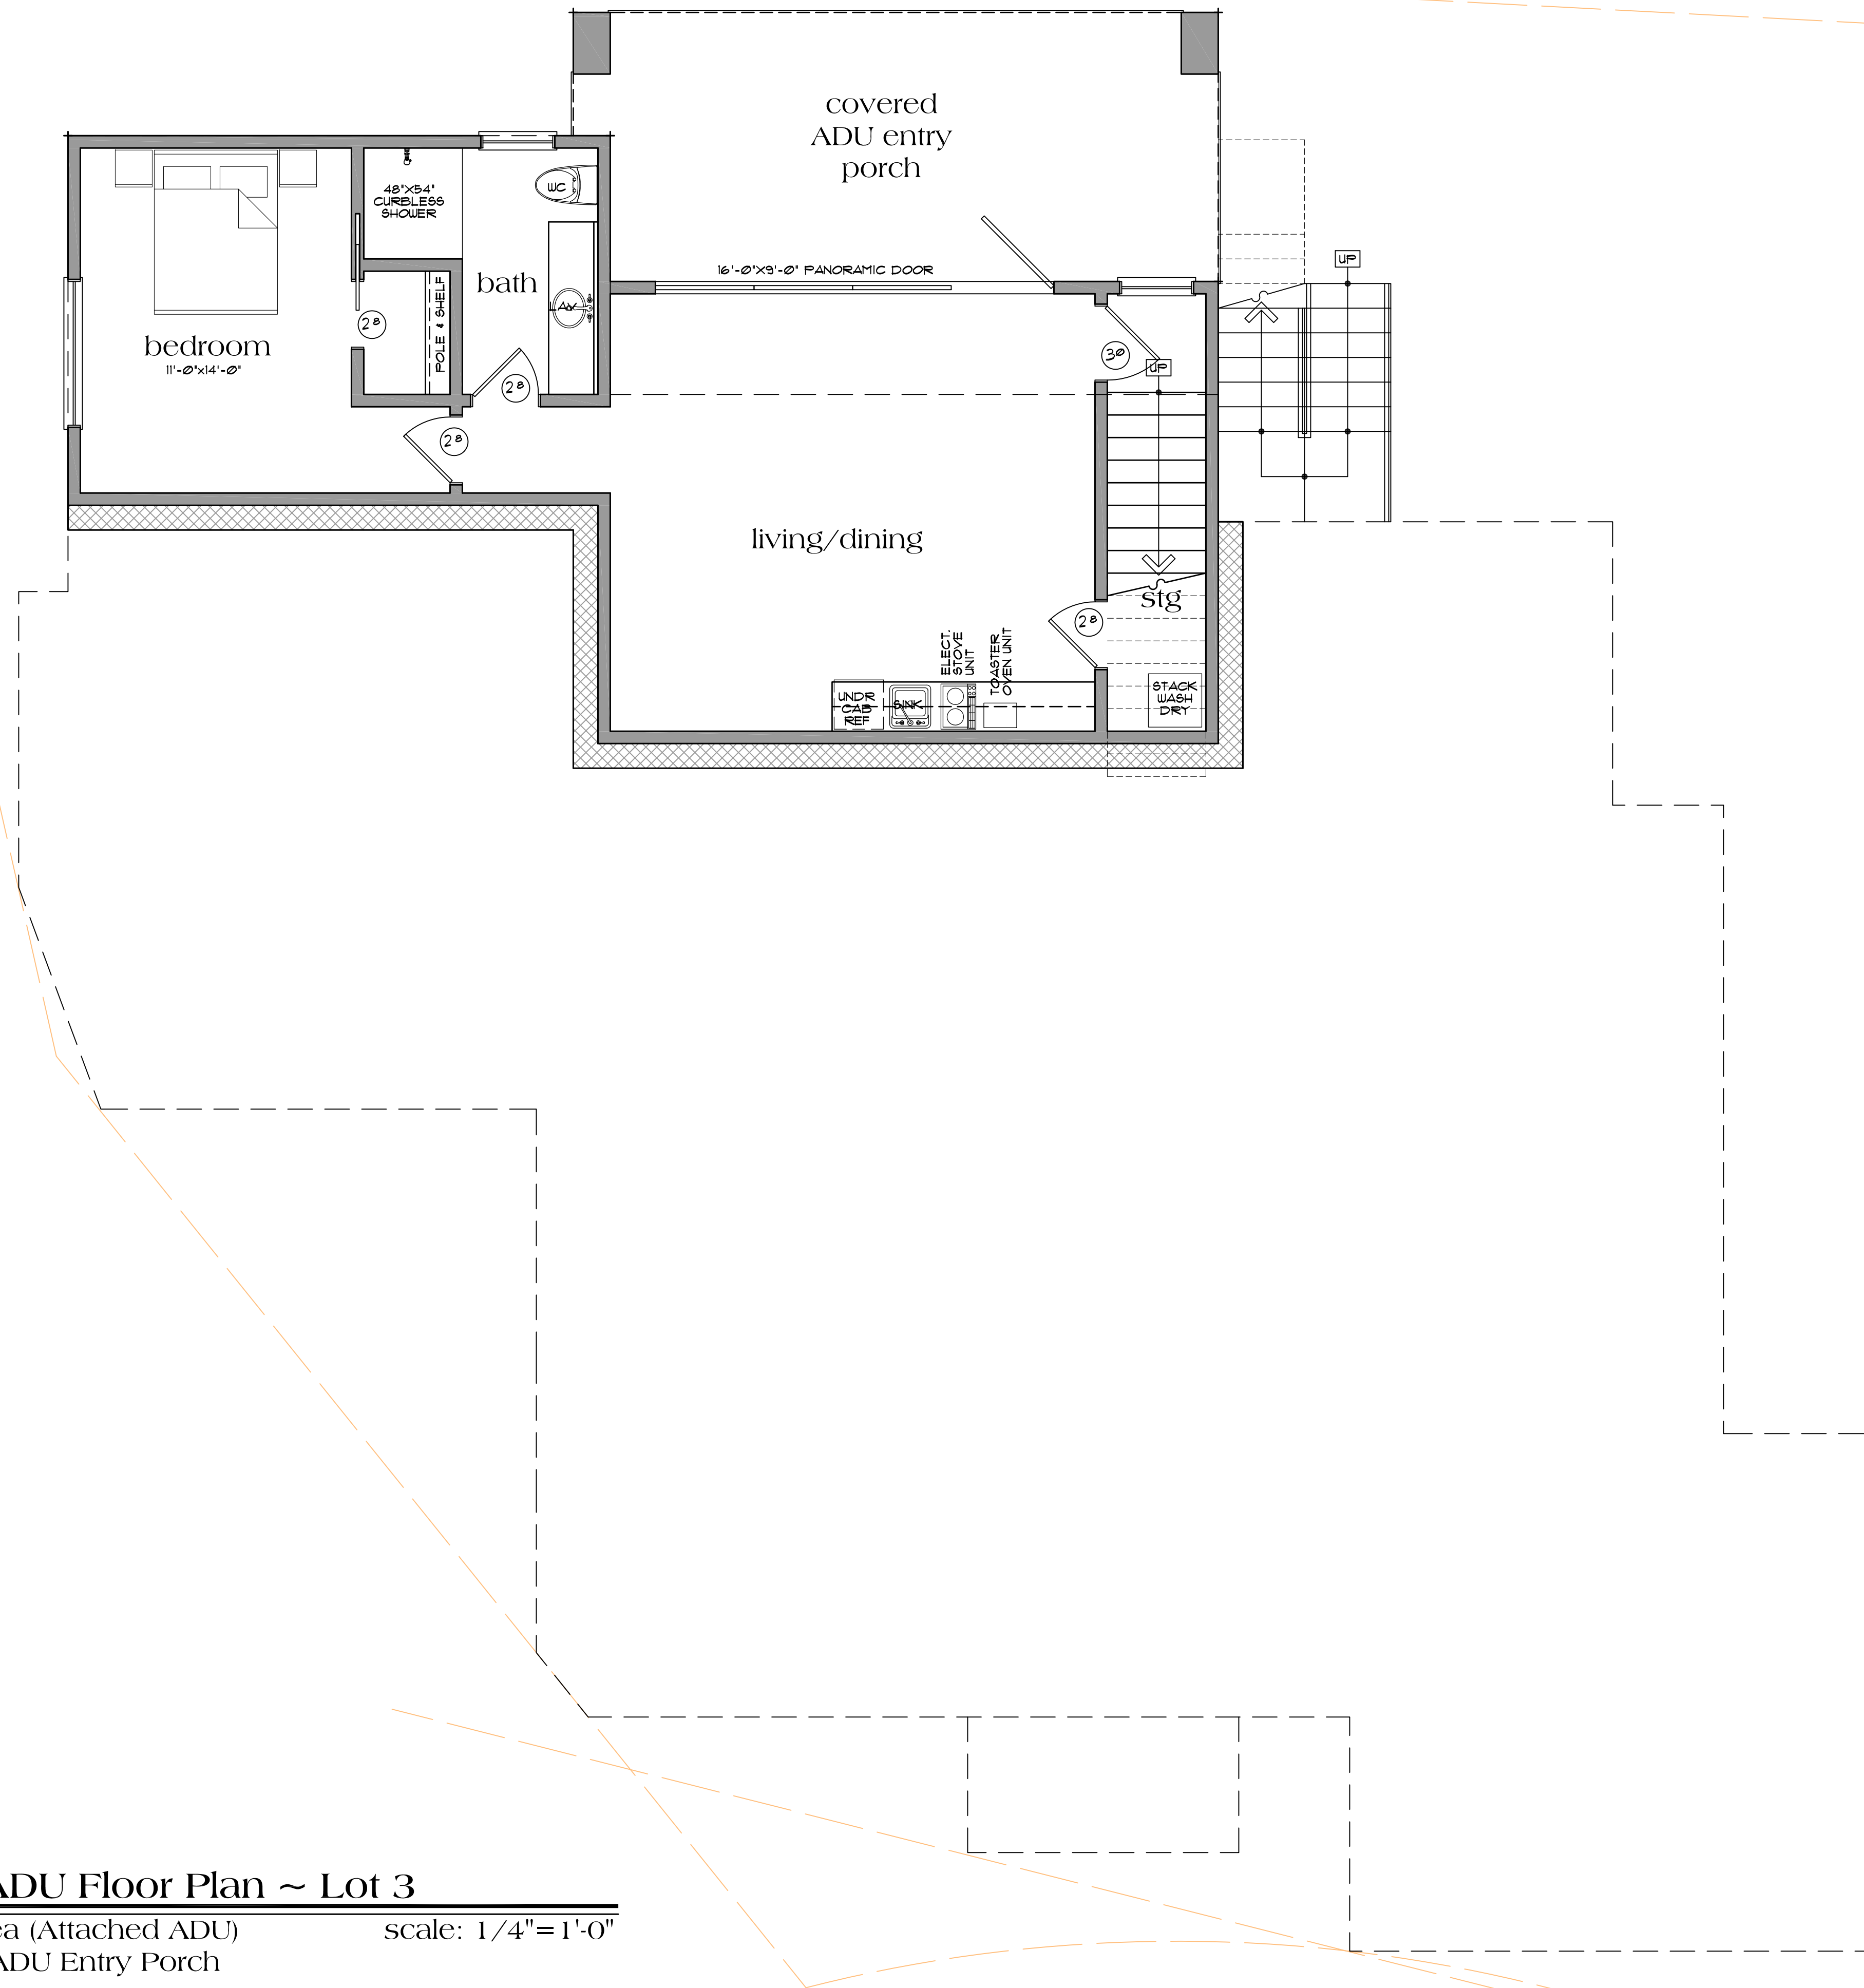 covered
ADU entry
porch
48"X54"
CURBLESS
SHOWER
WC
UP
16'-0"X9'-0" PANORAMIC DOOR
bath
LAV
POLE & SHELF
28
bedroom
11'-0"x14'-0"
30
UP
28
28
living/dining
stg
28
ELECT.
STOVE
UNIT
TOASTER
OVEN UNIT
UNDR
CAB
REF
SINK
STACK
WASH
DRY
ADU Floor Plan ~ Lot 3
ea (Attached ADU)
scale: 1/4"=1'-0"
ADU Entry Porch